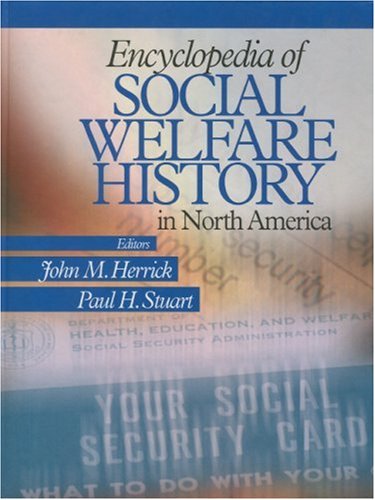 Encyclopedia of
SOCIAL
WELFARE
HISTORY
in North America
Editors
John M. Herrick
Paul H. Stuart
number
security
DEPARTMENT OF
HEALTH, EDUCATION, AND WELFARE
Social Security Administration
YOUR SOCIAL
SECURITY CARD
WHAT TO DO WITH YOUR